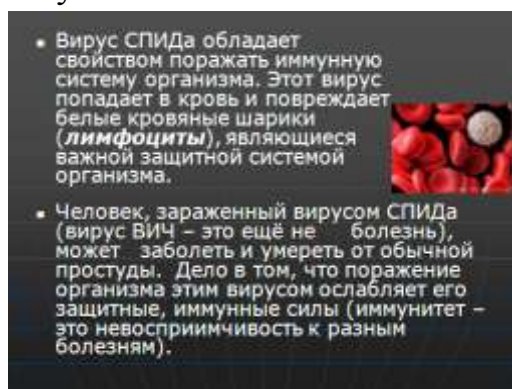 Вирус СПИДа обладает
свойством поражать иммунную
систему организма. Этот вирус
попадает в кровь и повреждает
белые кровяные шарики
(лимфоциты), являющиеся
важной защитной системой
организма.
Человек, зараженный вирусом СПИДа
(вирус ВИЧ – это ещё не болезнь),
может заболеть и умереть от обычной
простуды. Дело в том, что поражение
организма этим вирусом ослабляет его
защитные, иммунные силы (иммунитет –
это невосприимчивость к разным
болезням).